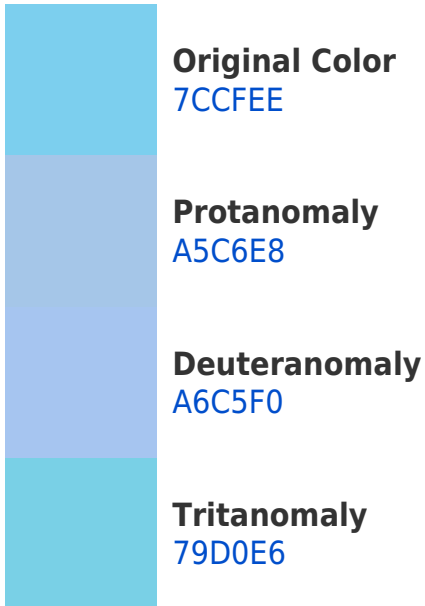 Original Color
7CCFEE
Protanomaly
A5C6E8
Deuteranomaly
A6C5F0
Tritanomaly
79D0E6